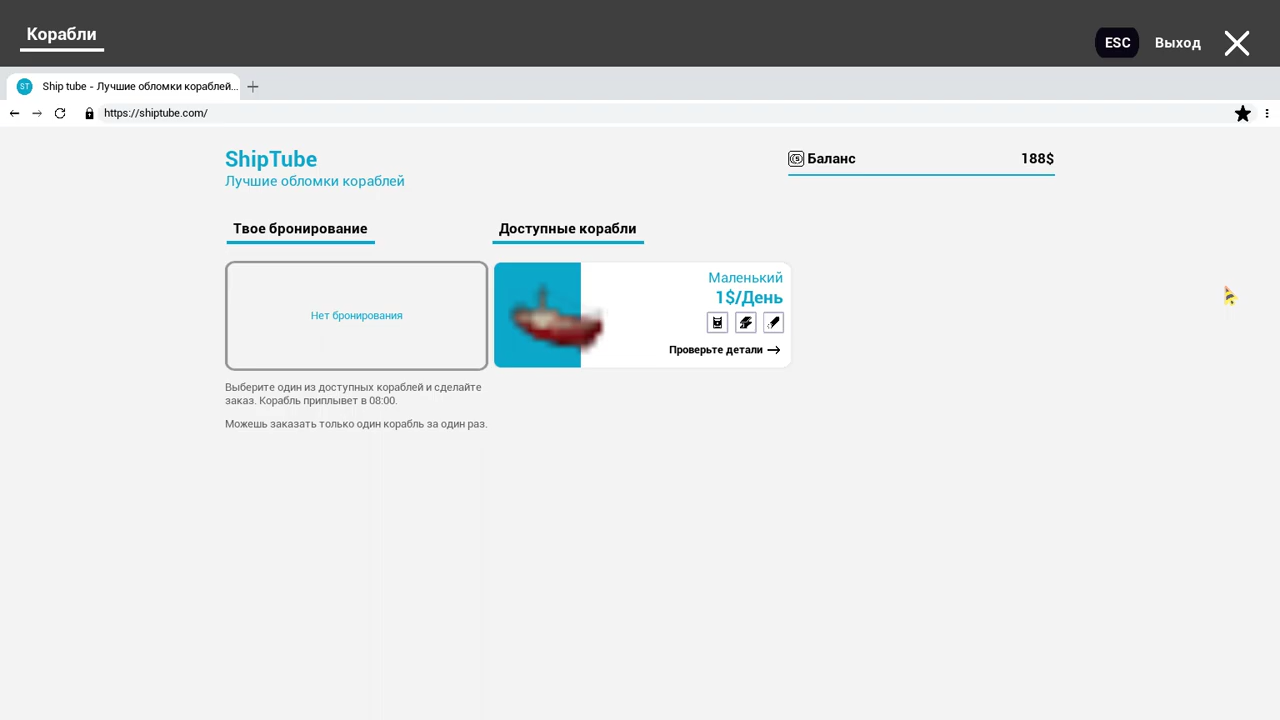 Корабли
ESC Выход
ST Ship tube - Лучшие обломки кораблей...
https://shiptube.com/
ShipTube
Лучшие обломки кораблей
Баланс 188$
Твое бронирование
Доступные корабли
Нет бронирования
Маленький
1$/День
Проверьте детали
Выберите один из доступных кораблей и сделайте
заказ. Корабль приплывет в 08:00.
Можешь заказать только один корабль за один раз.